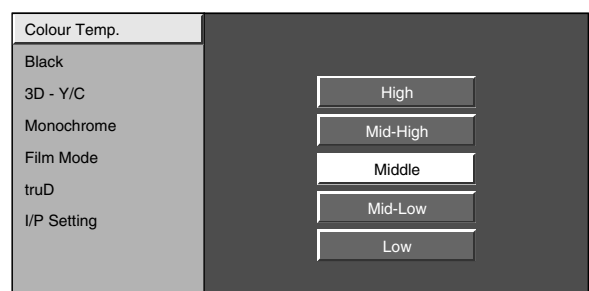 Colour Temp.
Black
3D - Y/C
Monochrome
Film Mode
truD
I/P Setting
High
Mid-High
Middle
Mid-Low
Low